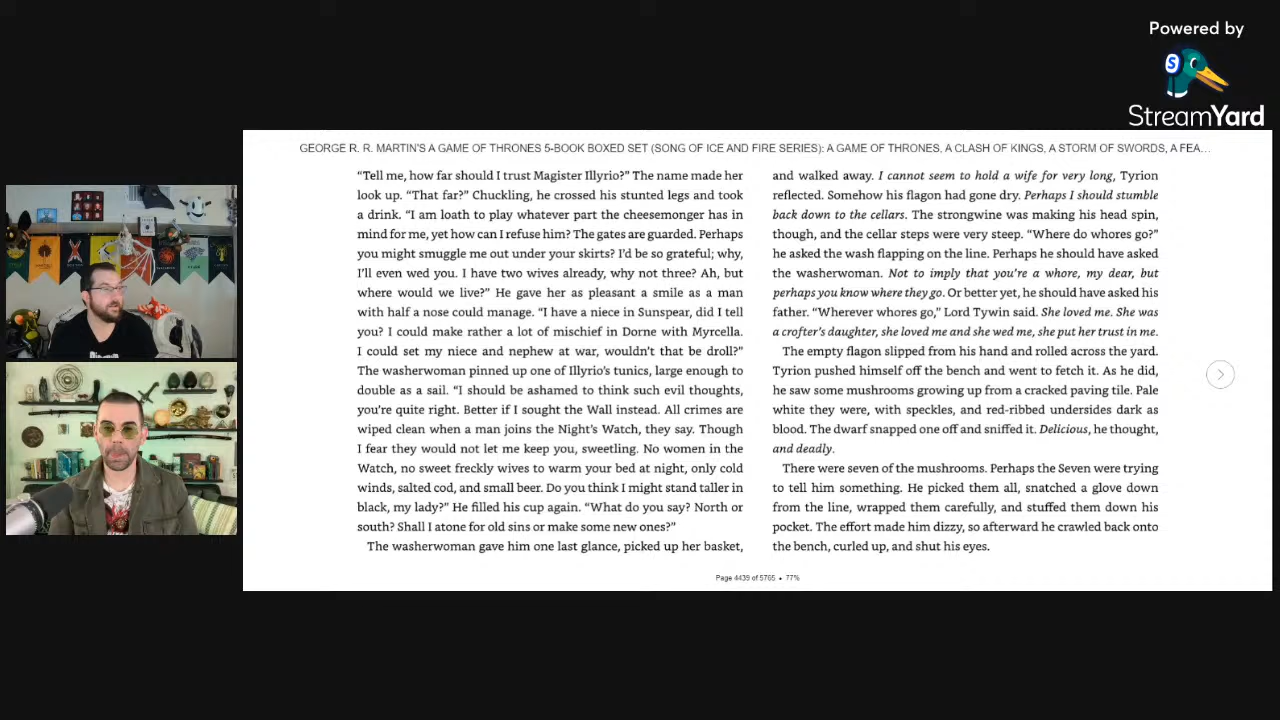 Powered by
S
StreamYard
GEORGE R. R. MARTIN'S A GAME OF THRONES 5-BOOK BOXED SET (SONG OF ICE AND FIRE SERIES): A GAME OF THRONES, A CLASH OF KINGS, A STORM OF SWORDS, A FEA…
“Tell me, how far should I trust Magister Illyrio?” The name made her
look up. “That far?” Chuckling, he crossed his stunted legs and took
a drink. “I am loath to play whatever part the cheesemonger has in
mind for me, yet how can I refuse him? The gates are guarded. Perhaps
you might smuggle me out under your skirts? I’d be so grateful; why,
I’ll even wed you. I have two wives already, why not three? Ah, but
where would we live?” He gave her as pleasant a smile as a man
with half a nose could manage. “I have a niece in Sunspear, did I tell
you? I could make rather a lot of mischief in Dorne with Myrcella.
I could set my niece and nephew at war, wouldn’t that be droll?”
The washerwoman pinned up one of Illyrio’s tunics, large enough to
double as a sail. “I should be ashamed to think such evil thoughts,
you’re quite right. Better if I sought the Wall instead. All crimes are
wiped clean when a man joins the Night’s Watch, they say. Though
I fear they would not let me keep you, sweetling. No women in the
Watch, no sweet freckly wives to warm your bed at night, only cold
winds, salted cod, and small beer. Do you think I might stand taller in
black, my lady?” He filled his cup again. “What do you say? North or
south? Shall I atone for old sins or make some new ones?”
The washerwoman gave him one last glance, picked up her basket,
and walked away. I cannot seem to hold a wife for very long, Tyrion
reflected. Somehow his flagon had gone dry. Perhaps I should stumble
back down to the cellars. The strongwine was making his head spin,
though, and the cellar steps were very steep. “Where do whores go?”
he asked the wash flapping on the line. Perhaps he should have asked
the washerwoman. Not to imply that you’re a whore, my dear, but
perhaps you know where they go. Or better yet, he should have asked his
father. “Wherever whores go,” Lord Tywin said. She loved me. She was
a crofter’s daughter, she loved me and she wed me, she put her trust in me.
The empty flagon slipped from his hand and rolled across the yard.
Tyrion pushed himself off the bench and went to fetch it. As he did,
he saw some mushrooms growing up from a cracked paving tile. Pale
white they were, with speckles, and red-ribbed undersides dark as
blood. The dwarf snapped one off and sniffed it. Delicious, he thought,
and deadly.
There were seven of the mushrooms. Perhaps the Seven were trying
to tell him something. He picked them all, snatched a glove down
from the line, wrapped them carefully, and stuffed them down his
pocket. The effort made him dizzy, so afterward he crawled back onto
the bench, curled up, and shut his eyes.
Page 4439 of 5765 • 77%